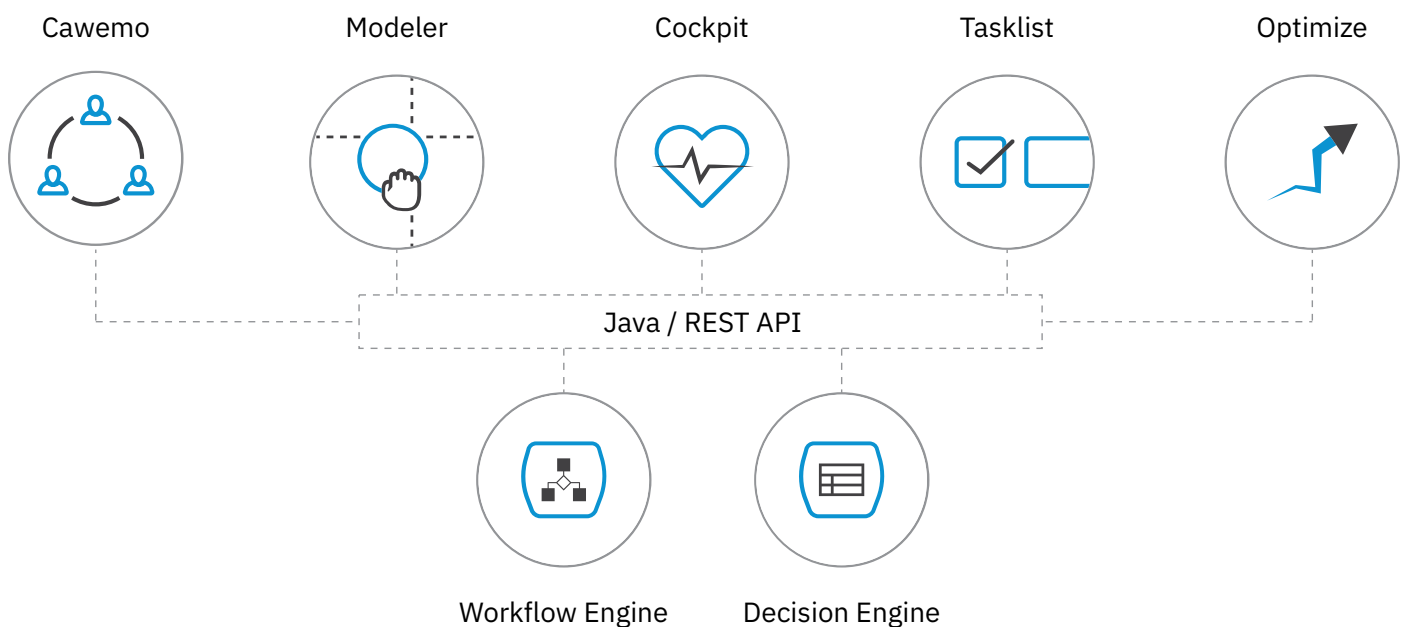 Cawemo
Modeler
Cockpit
Tasklist
Optimize
Java / REST API
Workflow Engine
Decision Engine